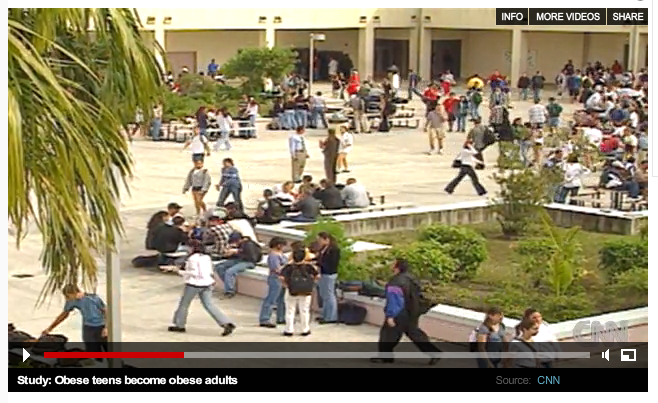 INFO MORE VIDEOS SHARE
CNN
Study: Obese teens become obese adults
Source: CNN